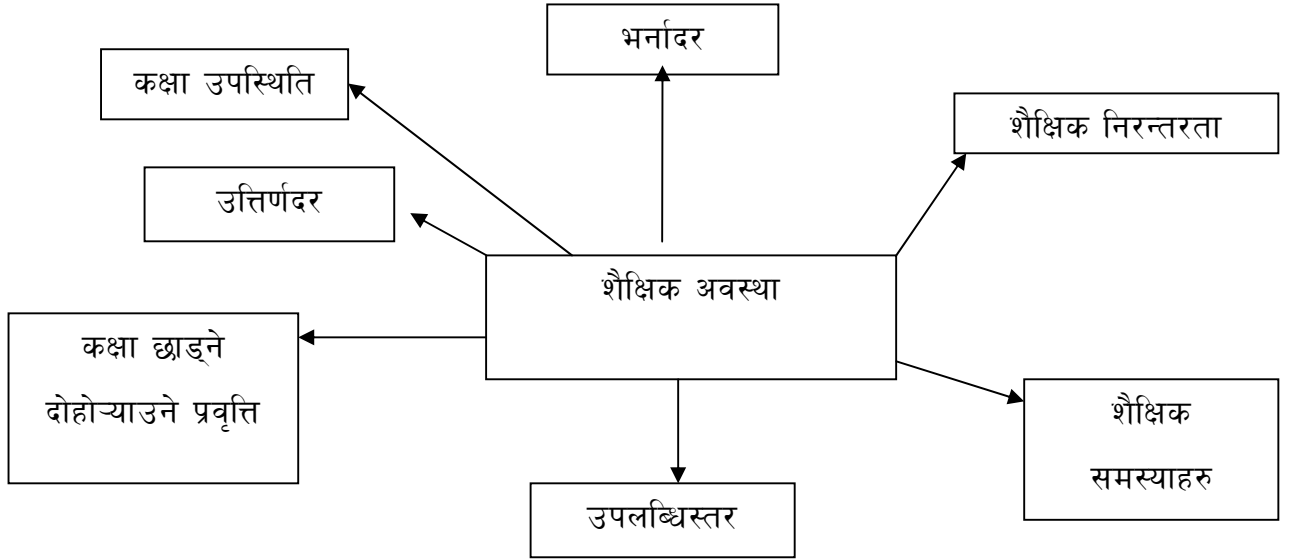 भर्नादर
कक्षा उपस्थिति
शैक्षिक निरन्तरता
उत्तिर्णदर
शैक्षिक अवस्था
कक्षा छाड्ने
दोहोर्‍याउने प्रवृत्ति
शैक्षिक
समस्याहरु
उपलब्धिस्तर